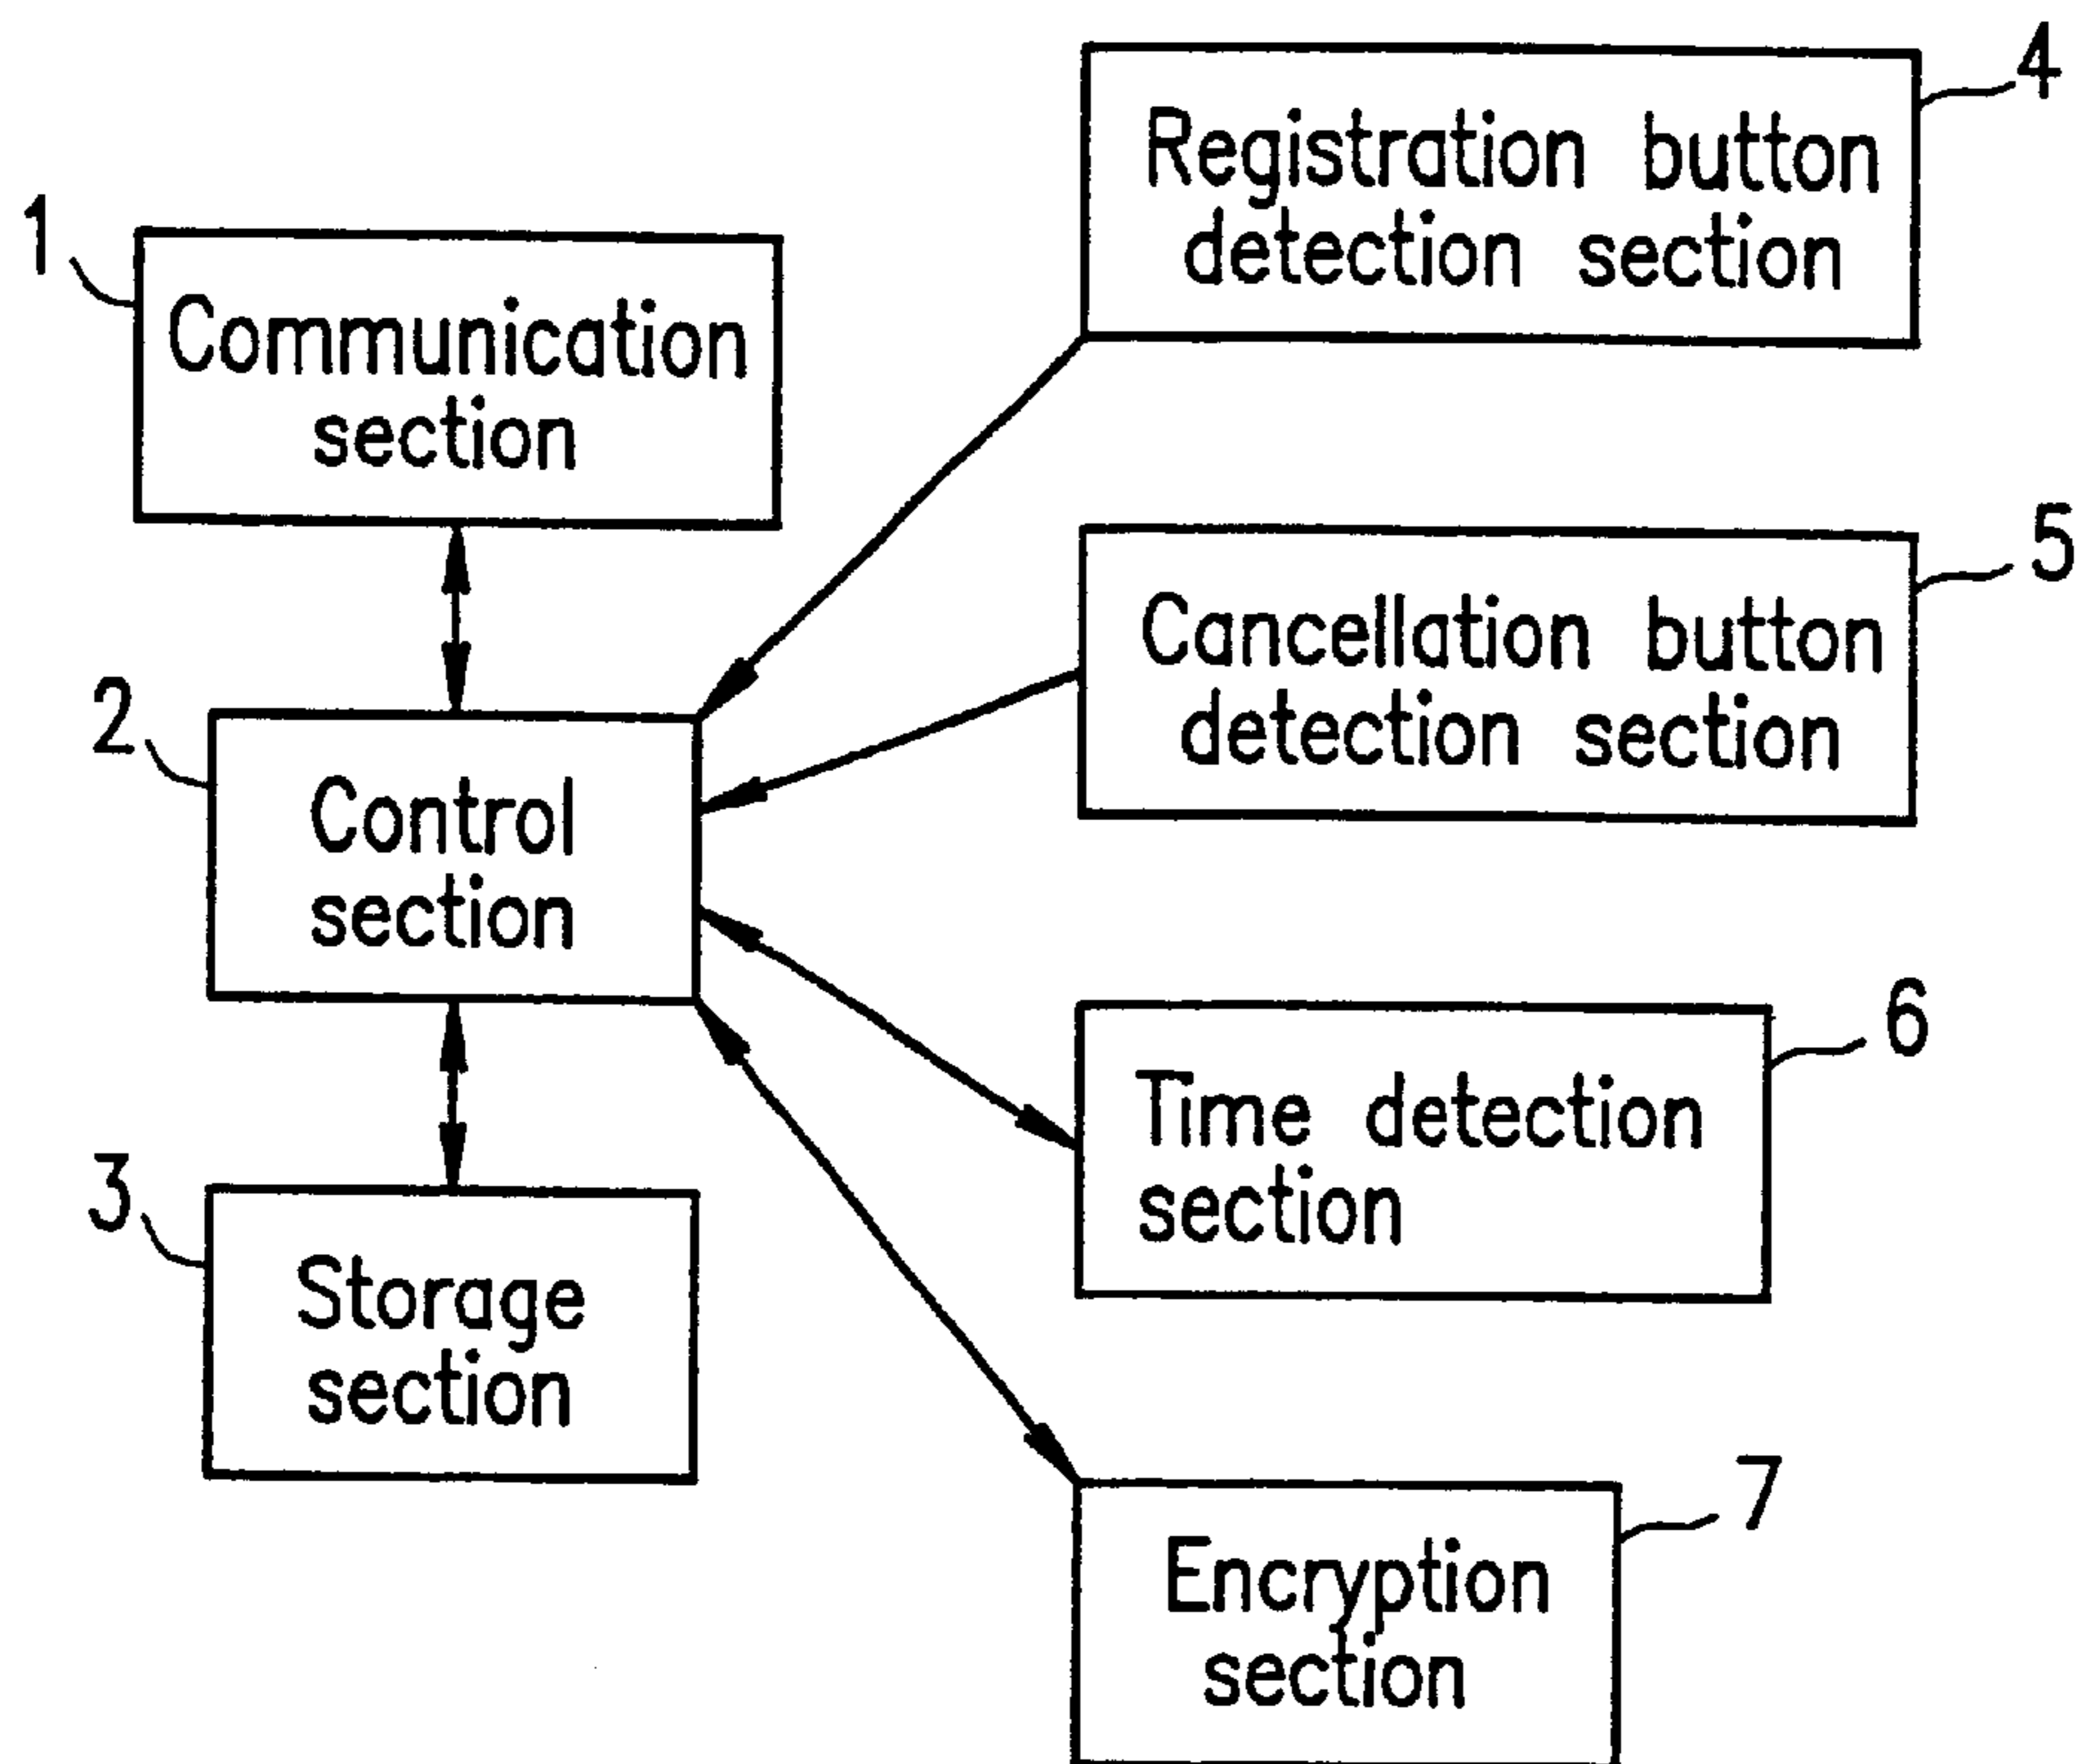 1
Communication
section
2
Control
section
3
Storage
section
4
Registration button
detection section
5
Cancellation button
detection section
6
Time detection
section
7
Encryption
section